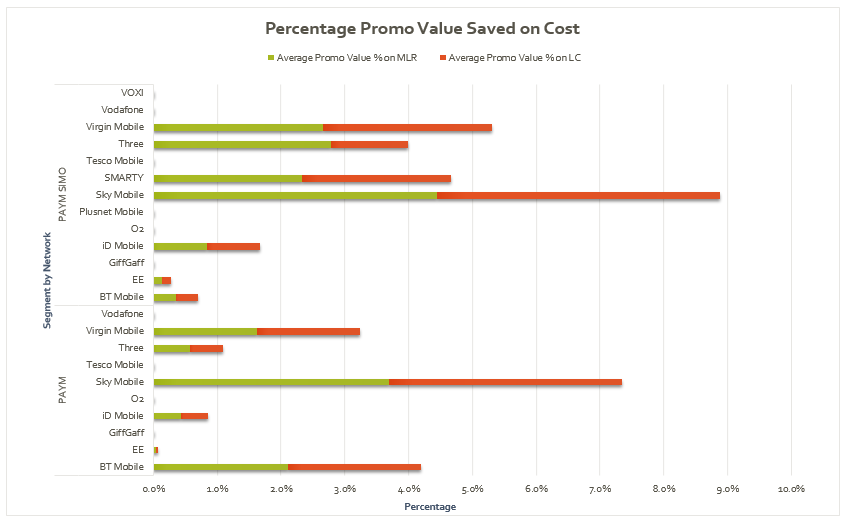 Percentage Promo Value Saved on Cost
Average Promo Value % on MLR
Average Promo Value % on LC
Segment by Network
PAYM SIMO
VOXI
Vodafone
Virgin Mobile
Three
Tesco Mobile
SMARTY
Sky Mobile
Plusnet Mobile
O2
iD Mobile
GiffGaff
EE
BT Mobile
PAYM
Vodafone
Virgin Mobile
Three
Tesco Mobile
Sky Mobile
O2
iD Mobile
GiffGaff
EE
BT Mobile
0.0% 1.0% 2.0% 3.0% 4.0% 5.0% 6.0% 7.0% 8.0% 9.0% 10.0%
Percentage